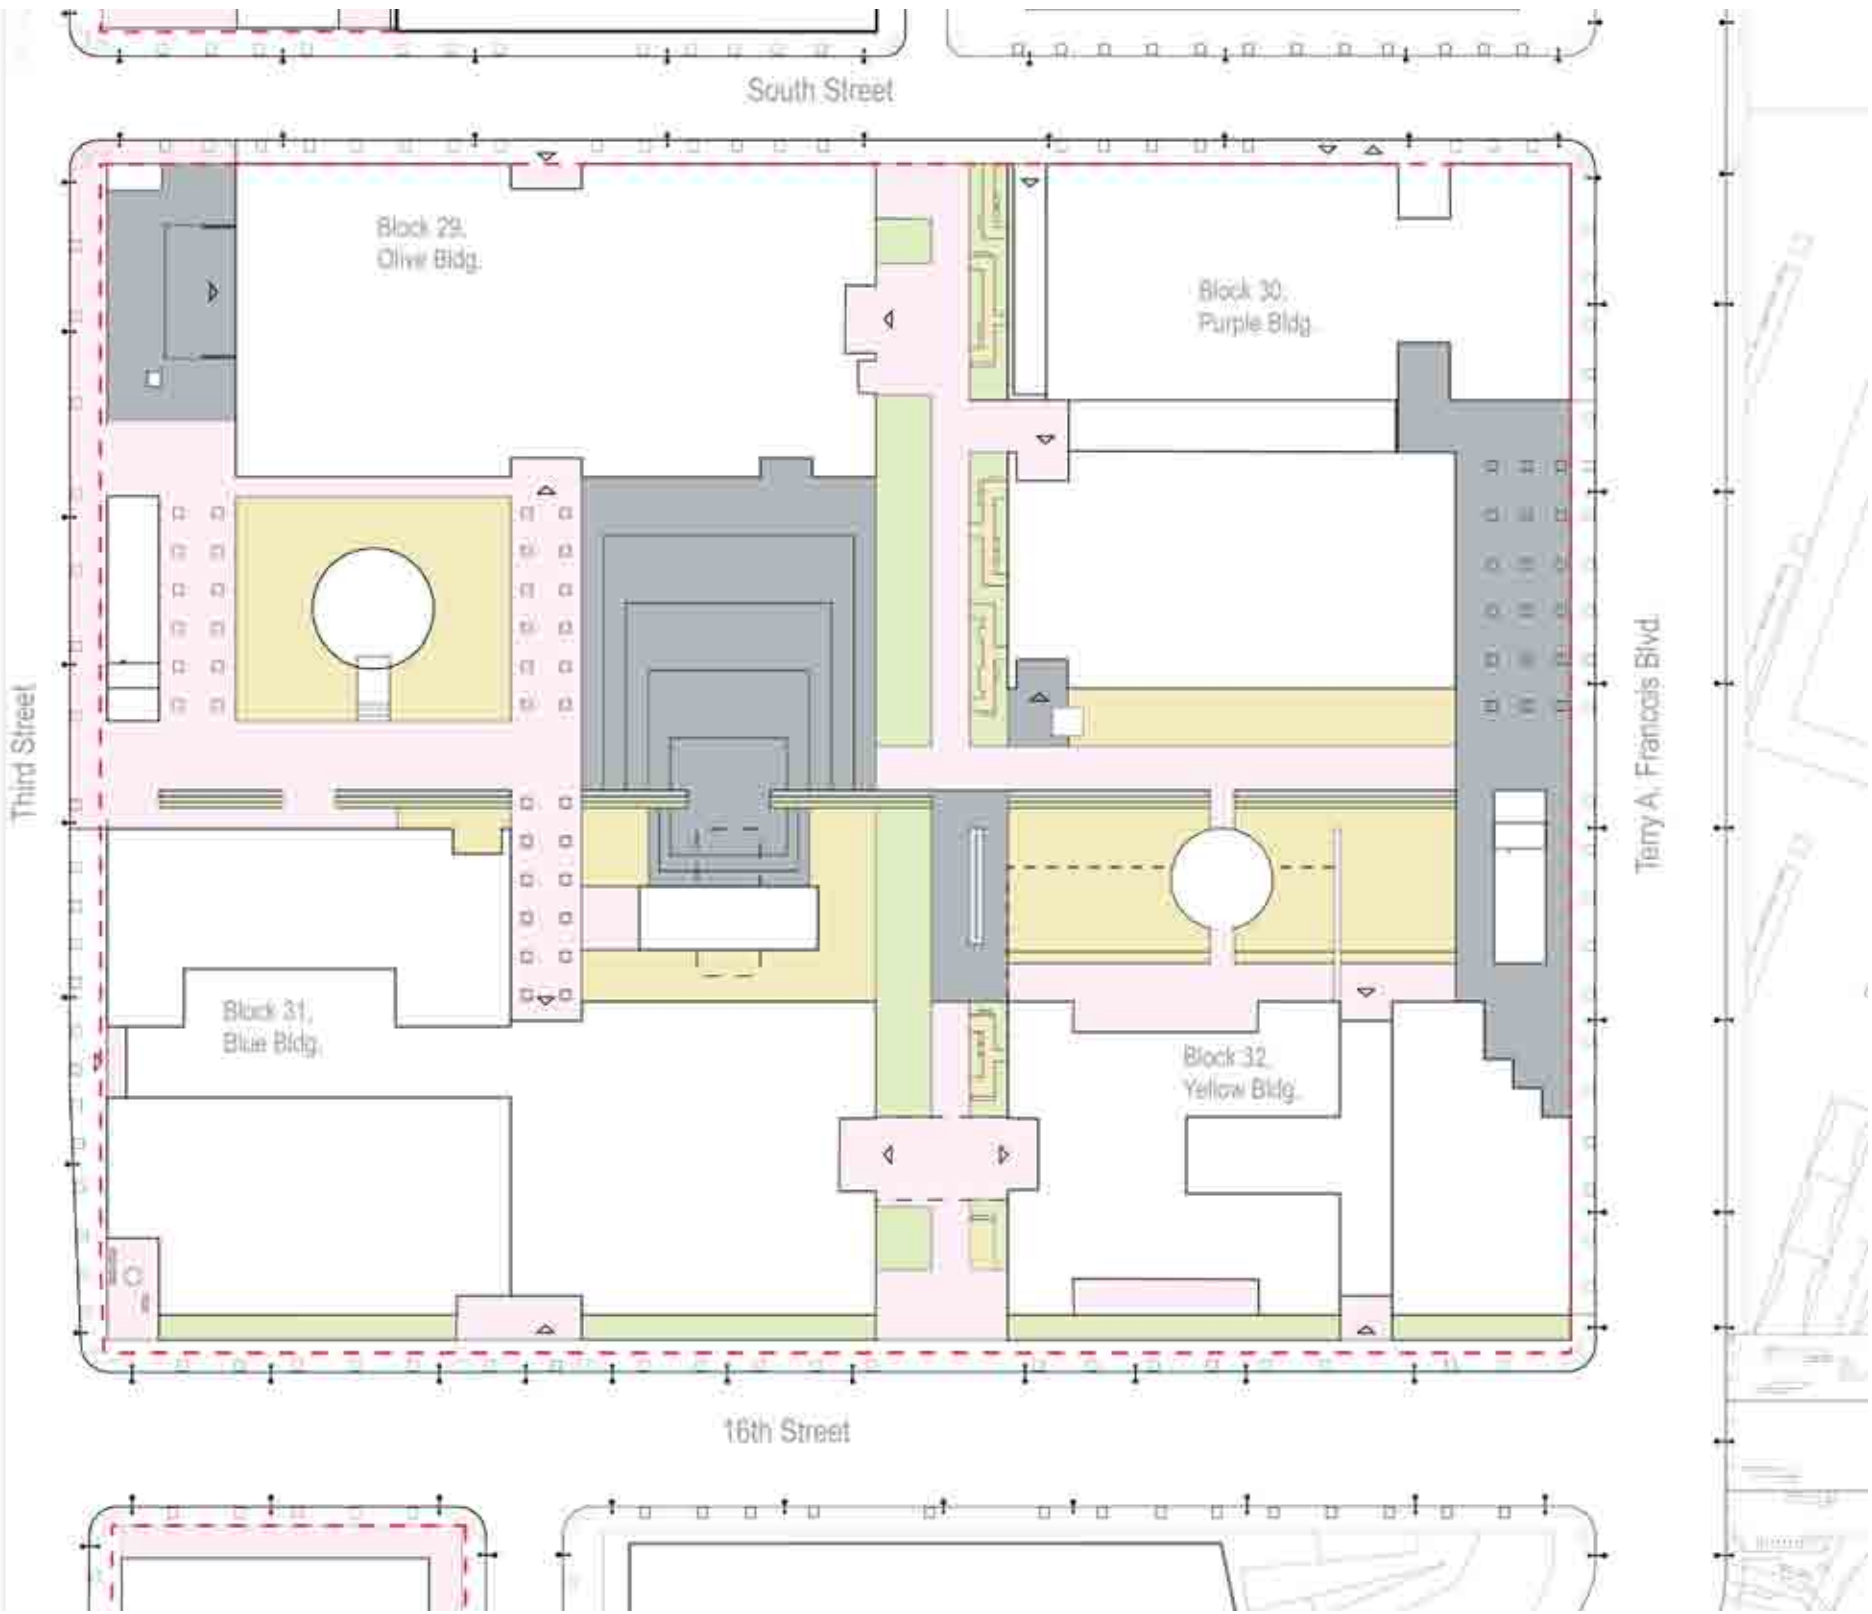 South Street
Block 29,
Olive Bldg.
Block 30,
Purple Bldg.
Third Street
Terry A. Francois Blvd.
Block 31,
Blue Bldg.
Block 32,
Yellow Bldg.
16th Street